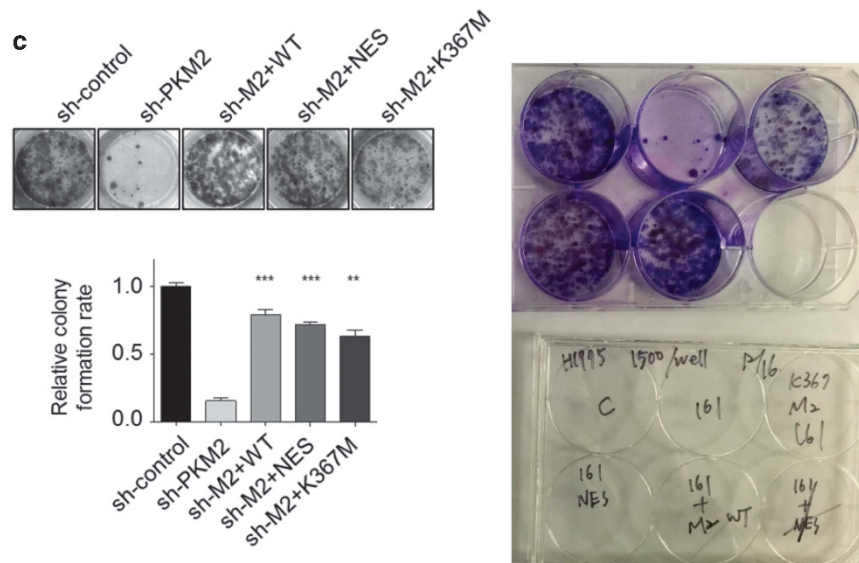 c
sh-control
sh-PKM2
sh-M2+WT
sh-M2+NES
sh-M2+K367M
Relative colony
formation rate
1.0
0.5
0.0
***
***
**
sh-control
sh-PKM2
sh-M2+WT
sh-M2+NES
sh-M2+K367M
H1975 1500/well
C
161
K367
M2
161
161
NES
161
+
M2 WT
161
+
NES